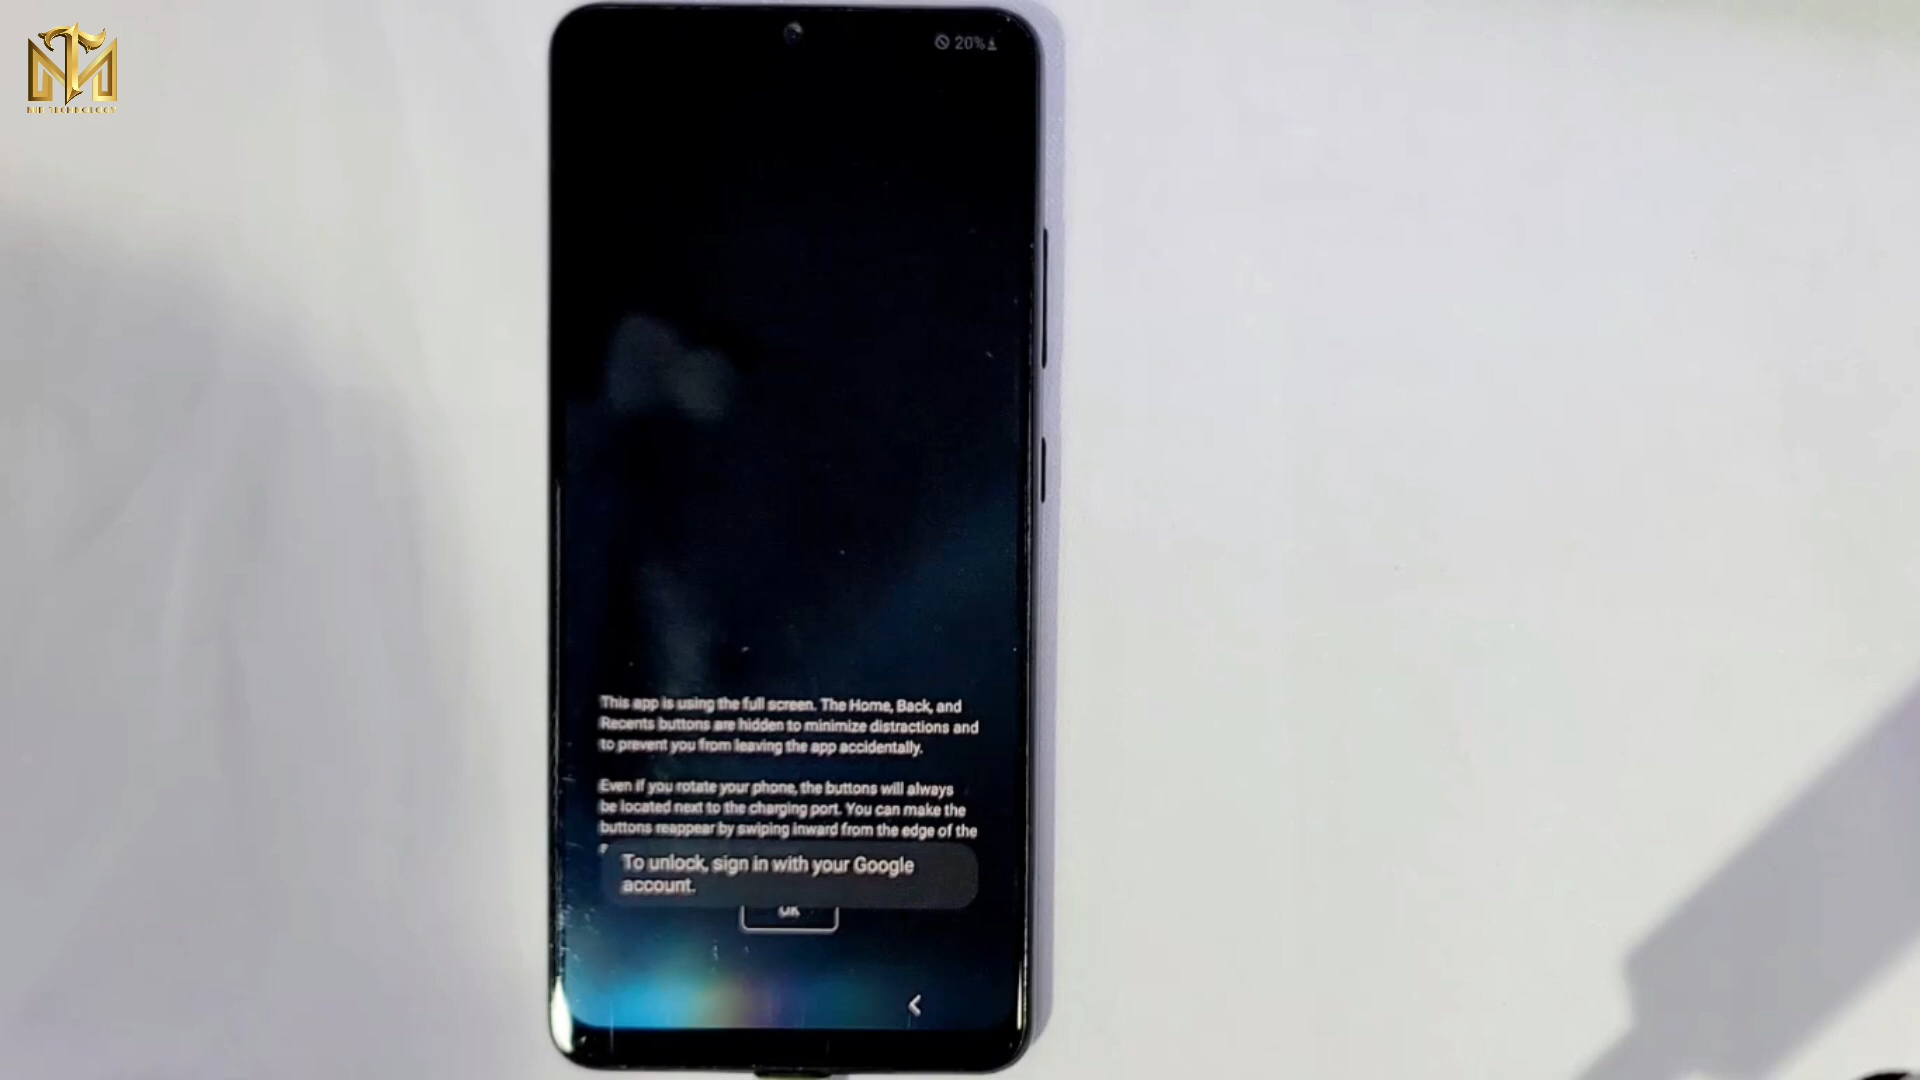 20%
This app is using the full screen. The Home, Back, and
Recents buttons are hidden to minimize distractions and
to prevent you from leaving the app accidentally.
Even if you rotate your phone, the buttons will always
be located next to the charging port. You can make the
buttons reappear by swiping inward from the edge of the
To unlock, sign in with your Google
account.
OK